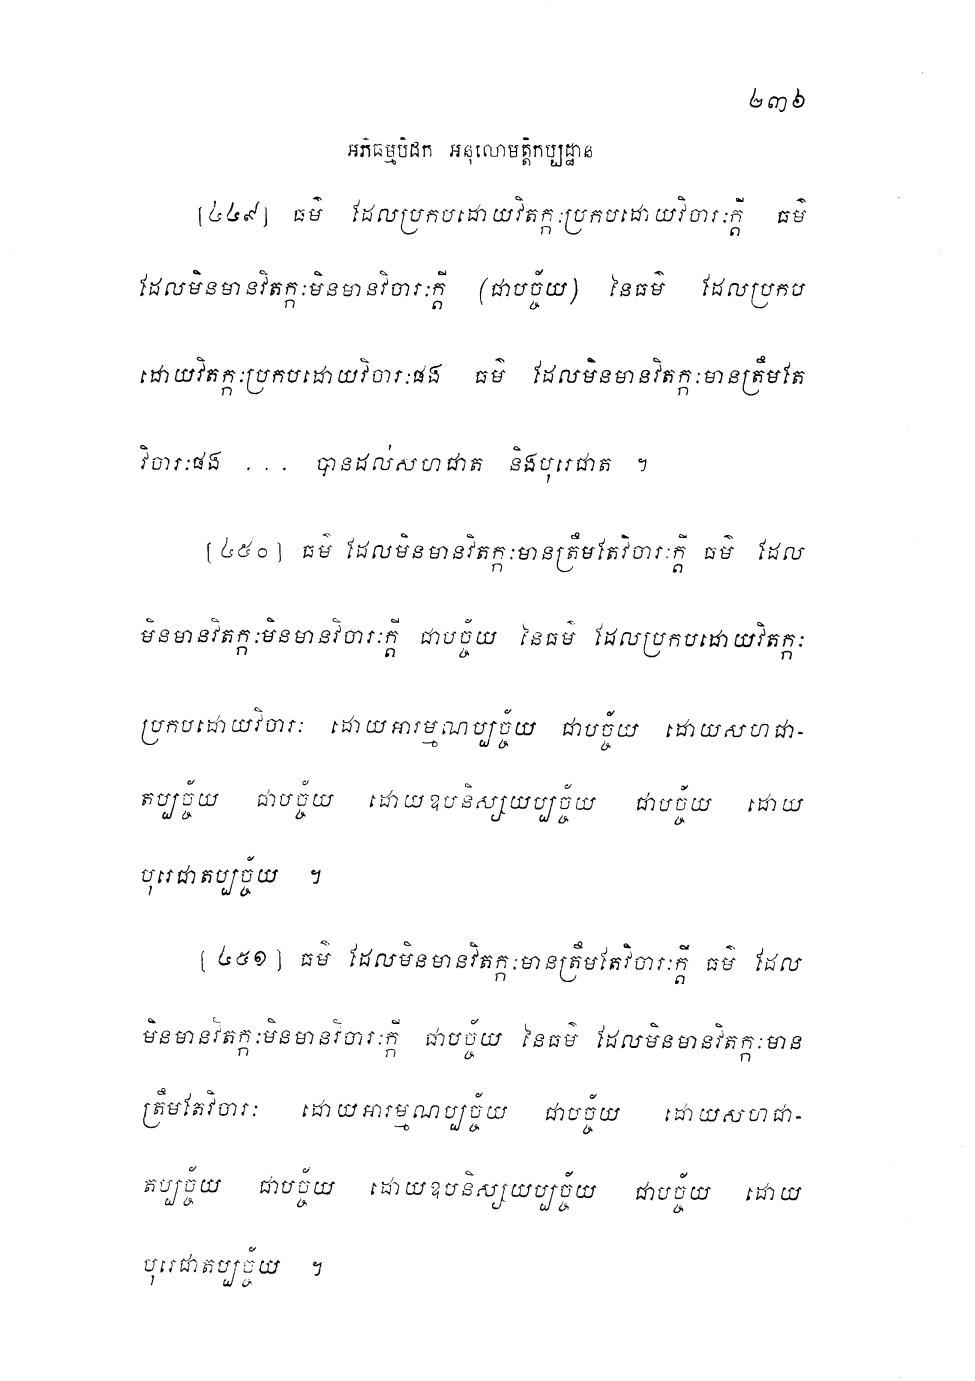 ២៣៦
អភិធម្មបិដក អនុលោមត្តិកប្បដ្ឋាន
[៤៤៩] ធម៌ ដែលប្រកបដោយវិតក្កៈប្រកបដោយវិចារៈក្តី ធម៌
ដែលមិនមានវិតក្កៈមិនមានវិចារៈក្តី (ជាបច្ច័យ) នៃធម៌ ដែលប្រកប
ដោយវិតក្កៈប្រកបដោយវិចារៈផង ធម៌ ដែលមិនមានវិតក្កៈមានត្រឹមតែ
វិចារៈផង ... បានដល់សហជាត និងបុរេជាត ។
[៤៥០] ធម៌ ដែលមិនមានវិតក្កៈមានត្រឹមតែវិចារៈក្តី ធម៌ ដែល
មិនមានវិតក្កៈមិនមានវិចារៈក្តី ជាបច្ច័យ នៃធម៌ ដែលប្រកបដោយវិតក្កៈ
ប្រកបដោយវិចារៈ ដោយអារម្មណប្បច្ច័យ ជាបច្ច័យ ដោយសហជា-
តប្បច្ច័យ ជាបច្ច័យ ដោយឧបនិស្សយប្បច្ច័យ ជាបច្ច័យ ដោយ
បុរេជាតប្បច្ច័យ ។
[៤៥១] ធម៌ ដែលមិនមានវិតក្កៈមានត្រឹមតែវិចារៈក្តី ធម៌ ដែល
មិនមានវិតក្កៈមិនមានវិចារៈក្តី ជាបច្ច័យ នៃធម៌ ដែលមិនមានវិតក្កៈមាន
ត្រឹមតែវិចារៈ ដោយអារម្មណប្បច្ច័យ ជាបច្ច័យ ដោយសហជា-
តប្បច្ច័យ ជាបច្ច័យ ដោយឧបនិស្សយប្បច្ច័យ ជាបច្ច័យ ដោយ
បុរេជាតប្បច្ច័យ ។